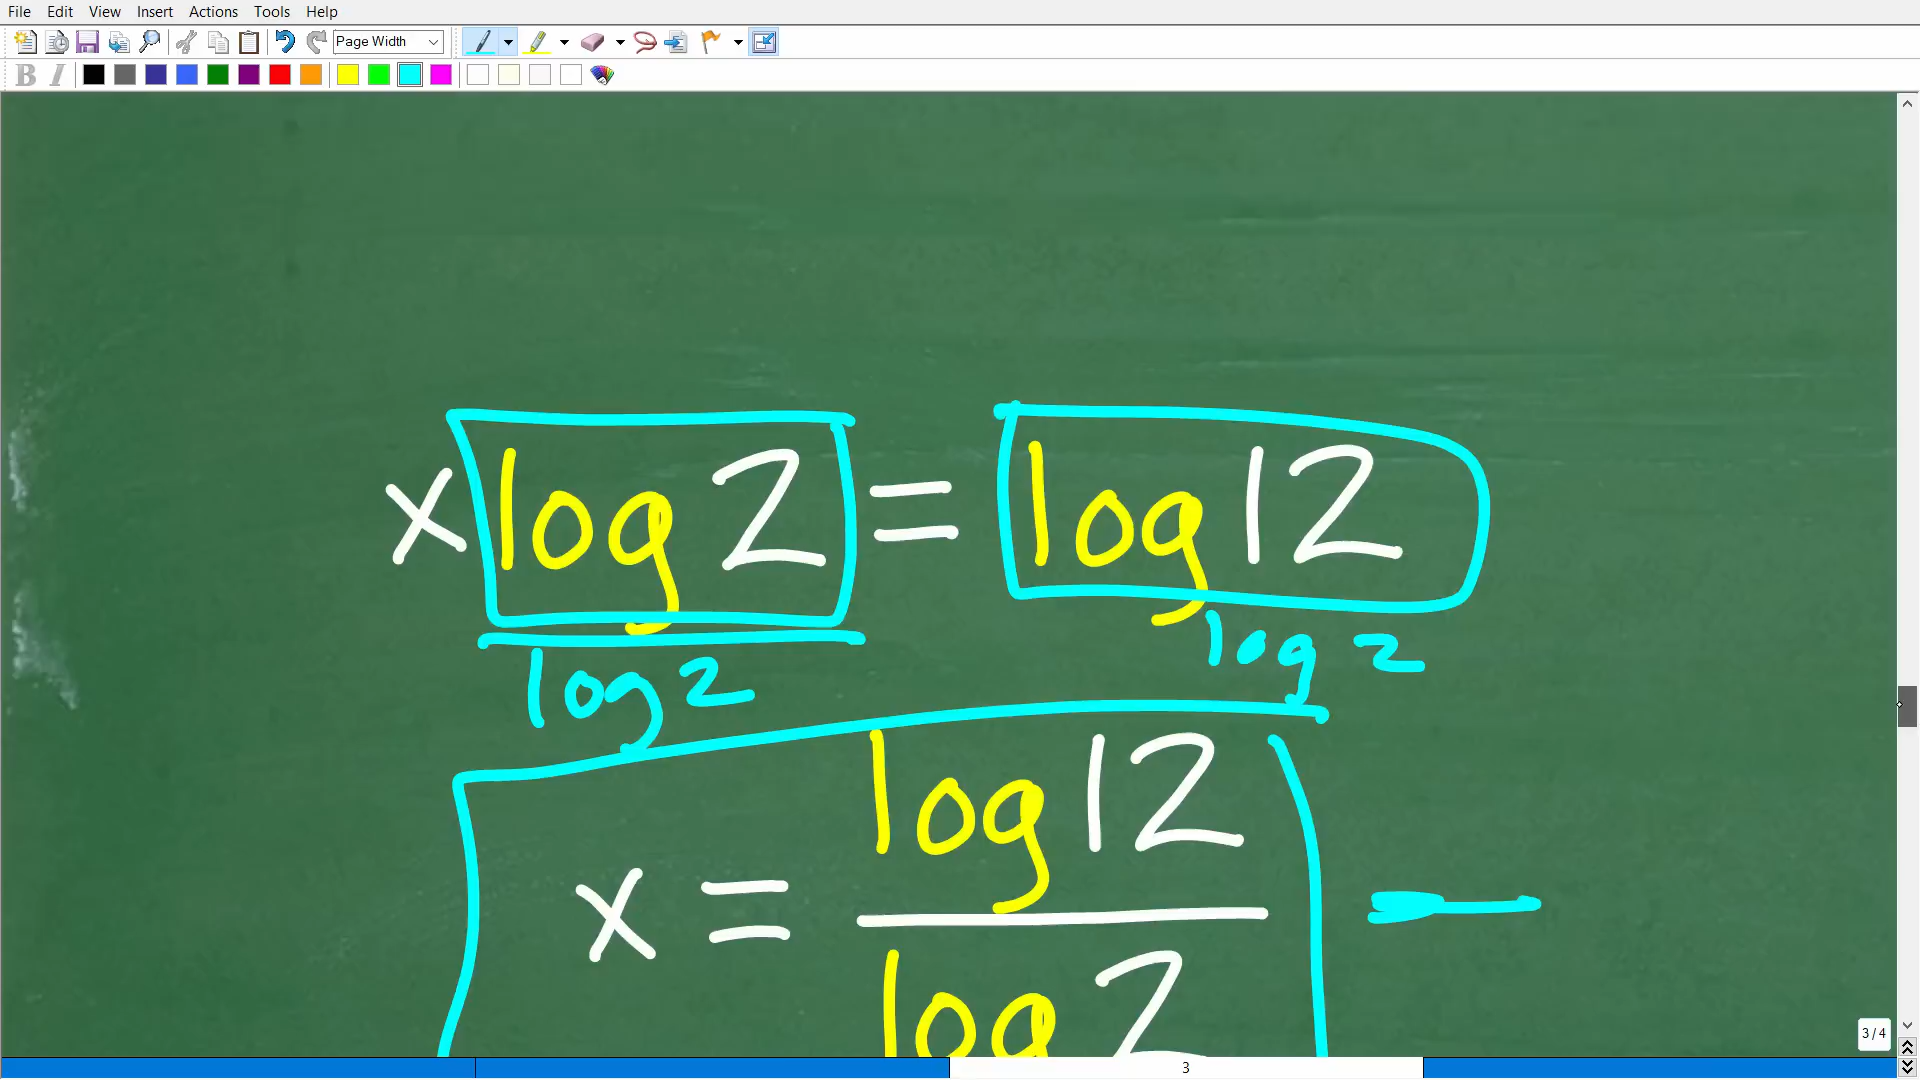 File Edit View Insert Actions Tools Help
Page Width
B I
x log 2 = log 12
log 2 log 2
x = log 12
log 2
3 / 4
3